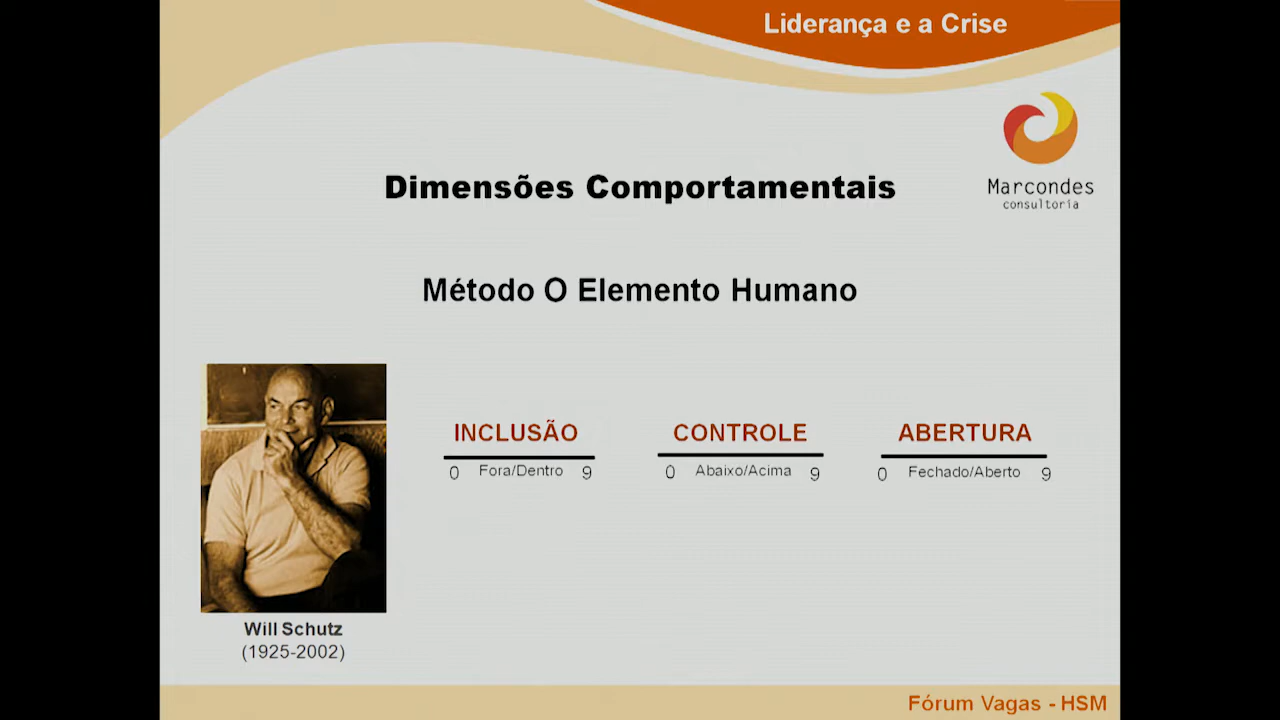 Liderança e a Crise
Marcondes
consultoria
Dimensões Comportamentais
Método O Elemento Humano
INCLUSÃO
0 Fora/Dentro 9
CONTROLE
0 Abaixo/Acima 9
ABERTURA
0 Fechado/Aberto 9
Will Schutz
(1925-2002)
Fórum Vagas - HSM